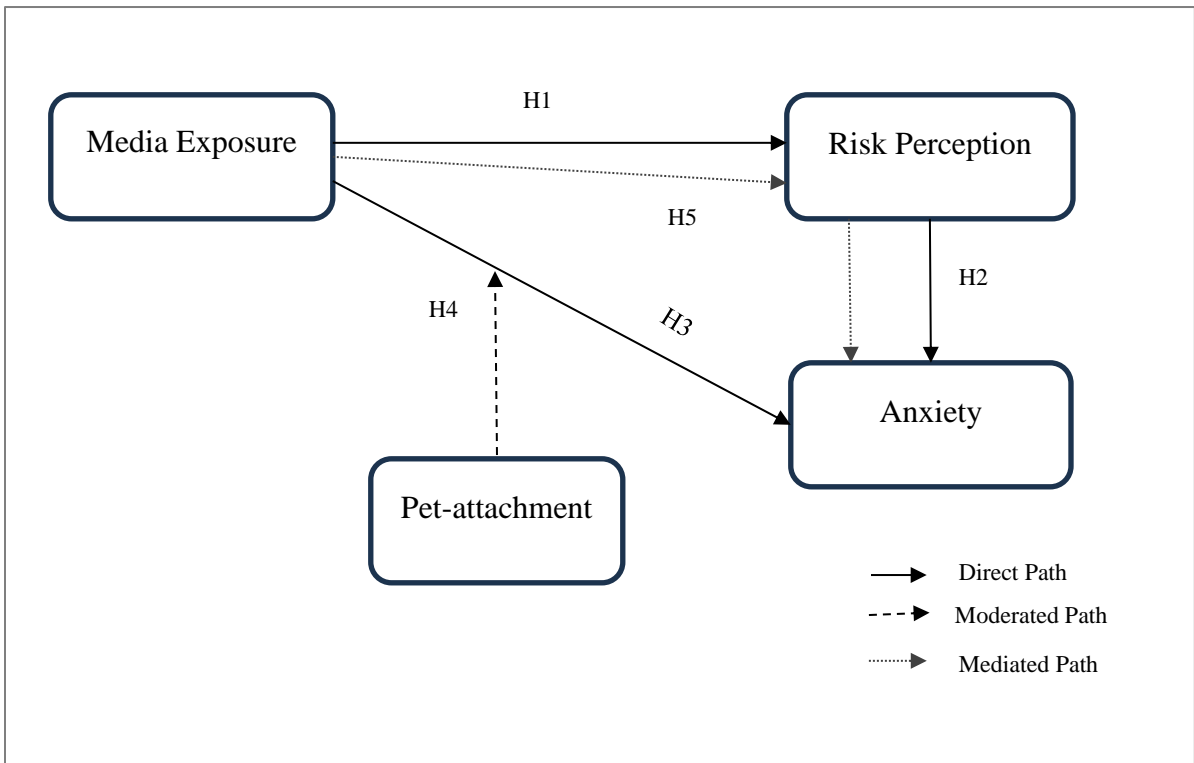 H1
Media Exposure
Risk Perception
H5
H4
H3
H2
Anxiety
Pet-attachment
Direct Path
Moderated Path
Mediated Path